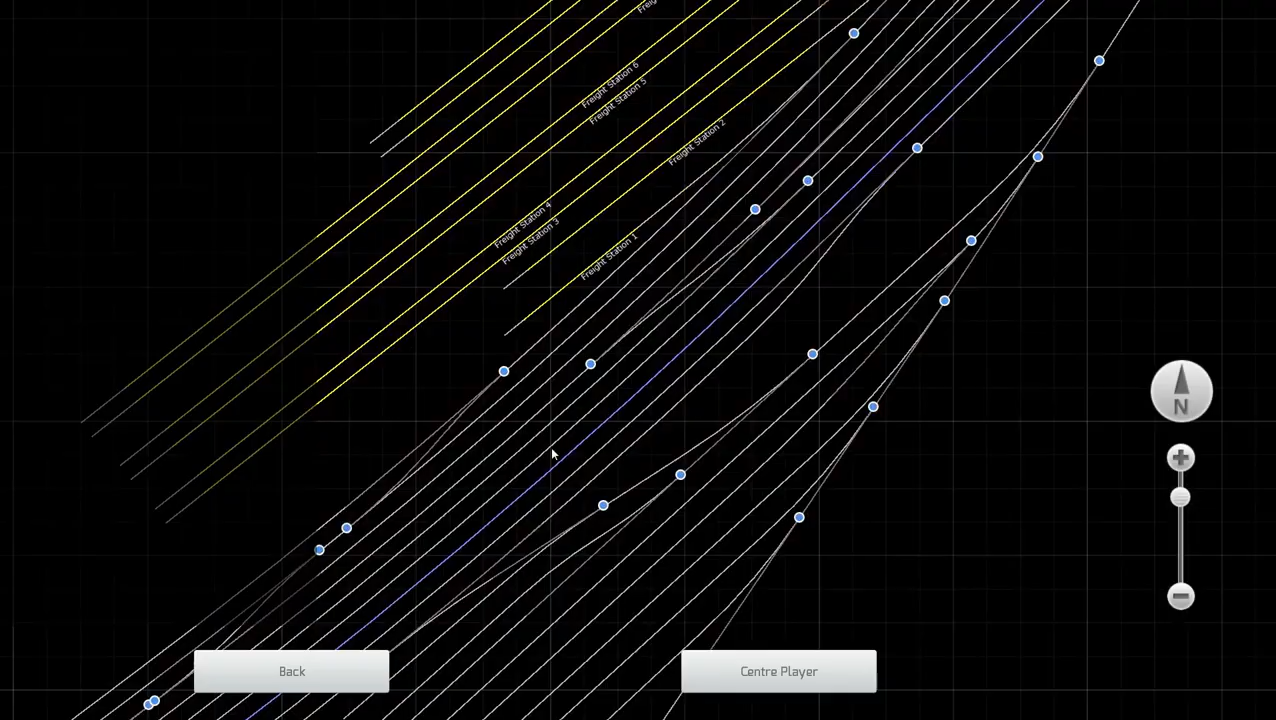 Freig
Freight Station 6
Freight Station 5
Freight Station 2
Freight Station 4
Freight Station 3
Freight Station 1
N
Back
Centre Player